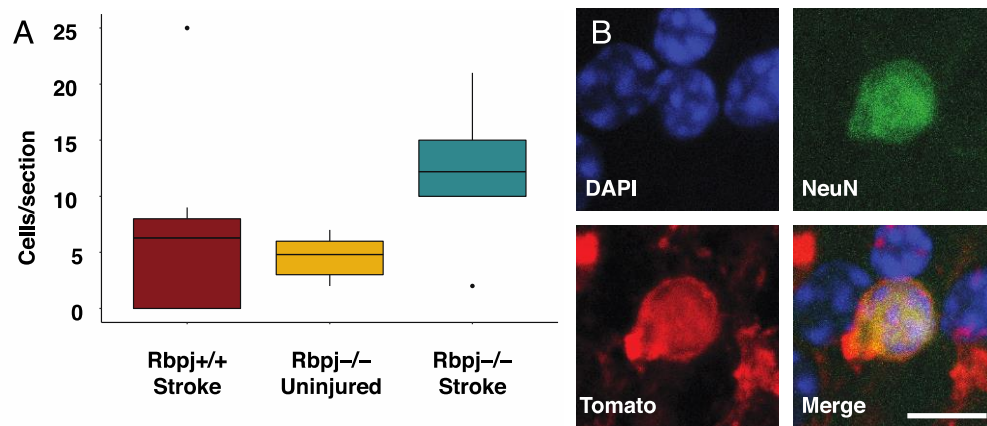 A
Cells/section
25
20
15
10
5
0
Rbpj+/+
Stroke
Rbpj–/–
Uninjured
Rbpj–/–
Stroke
B
DAPI
NeuN
Tomato
Merge